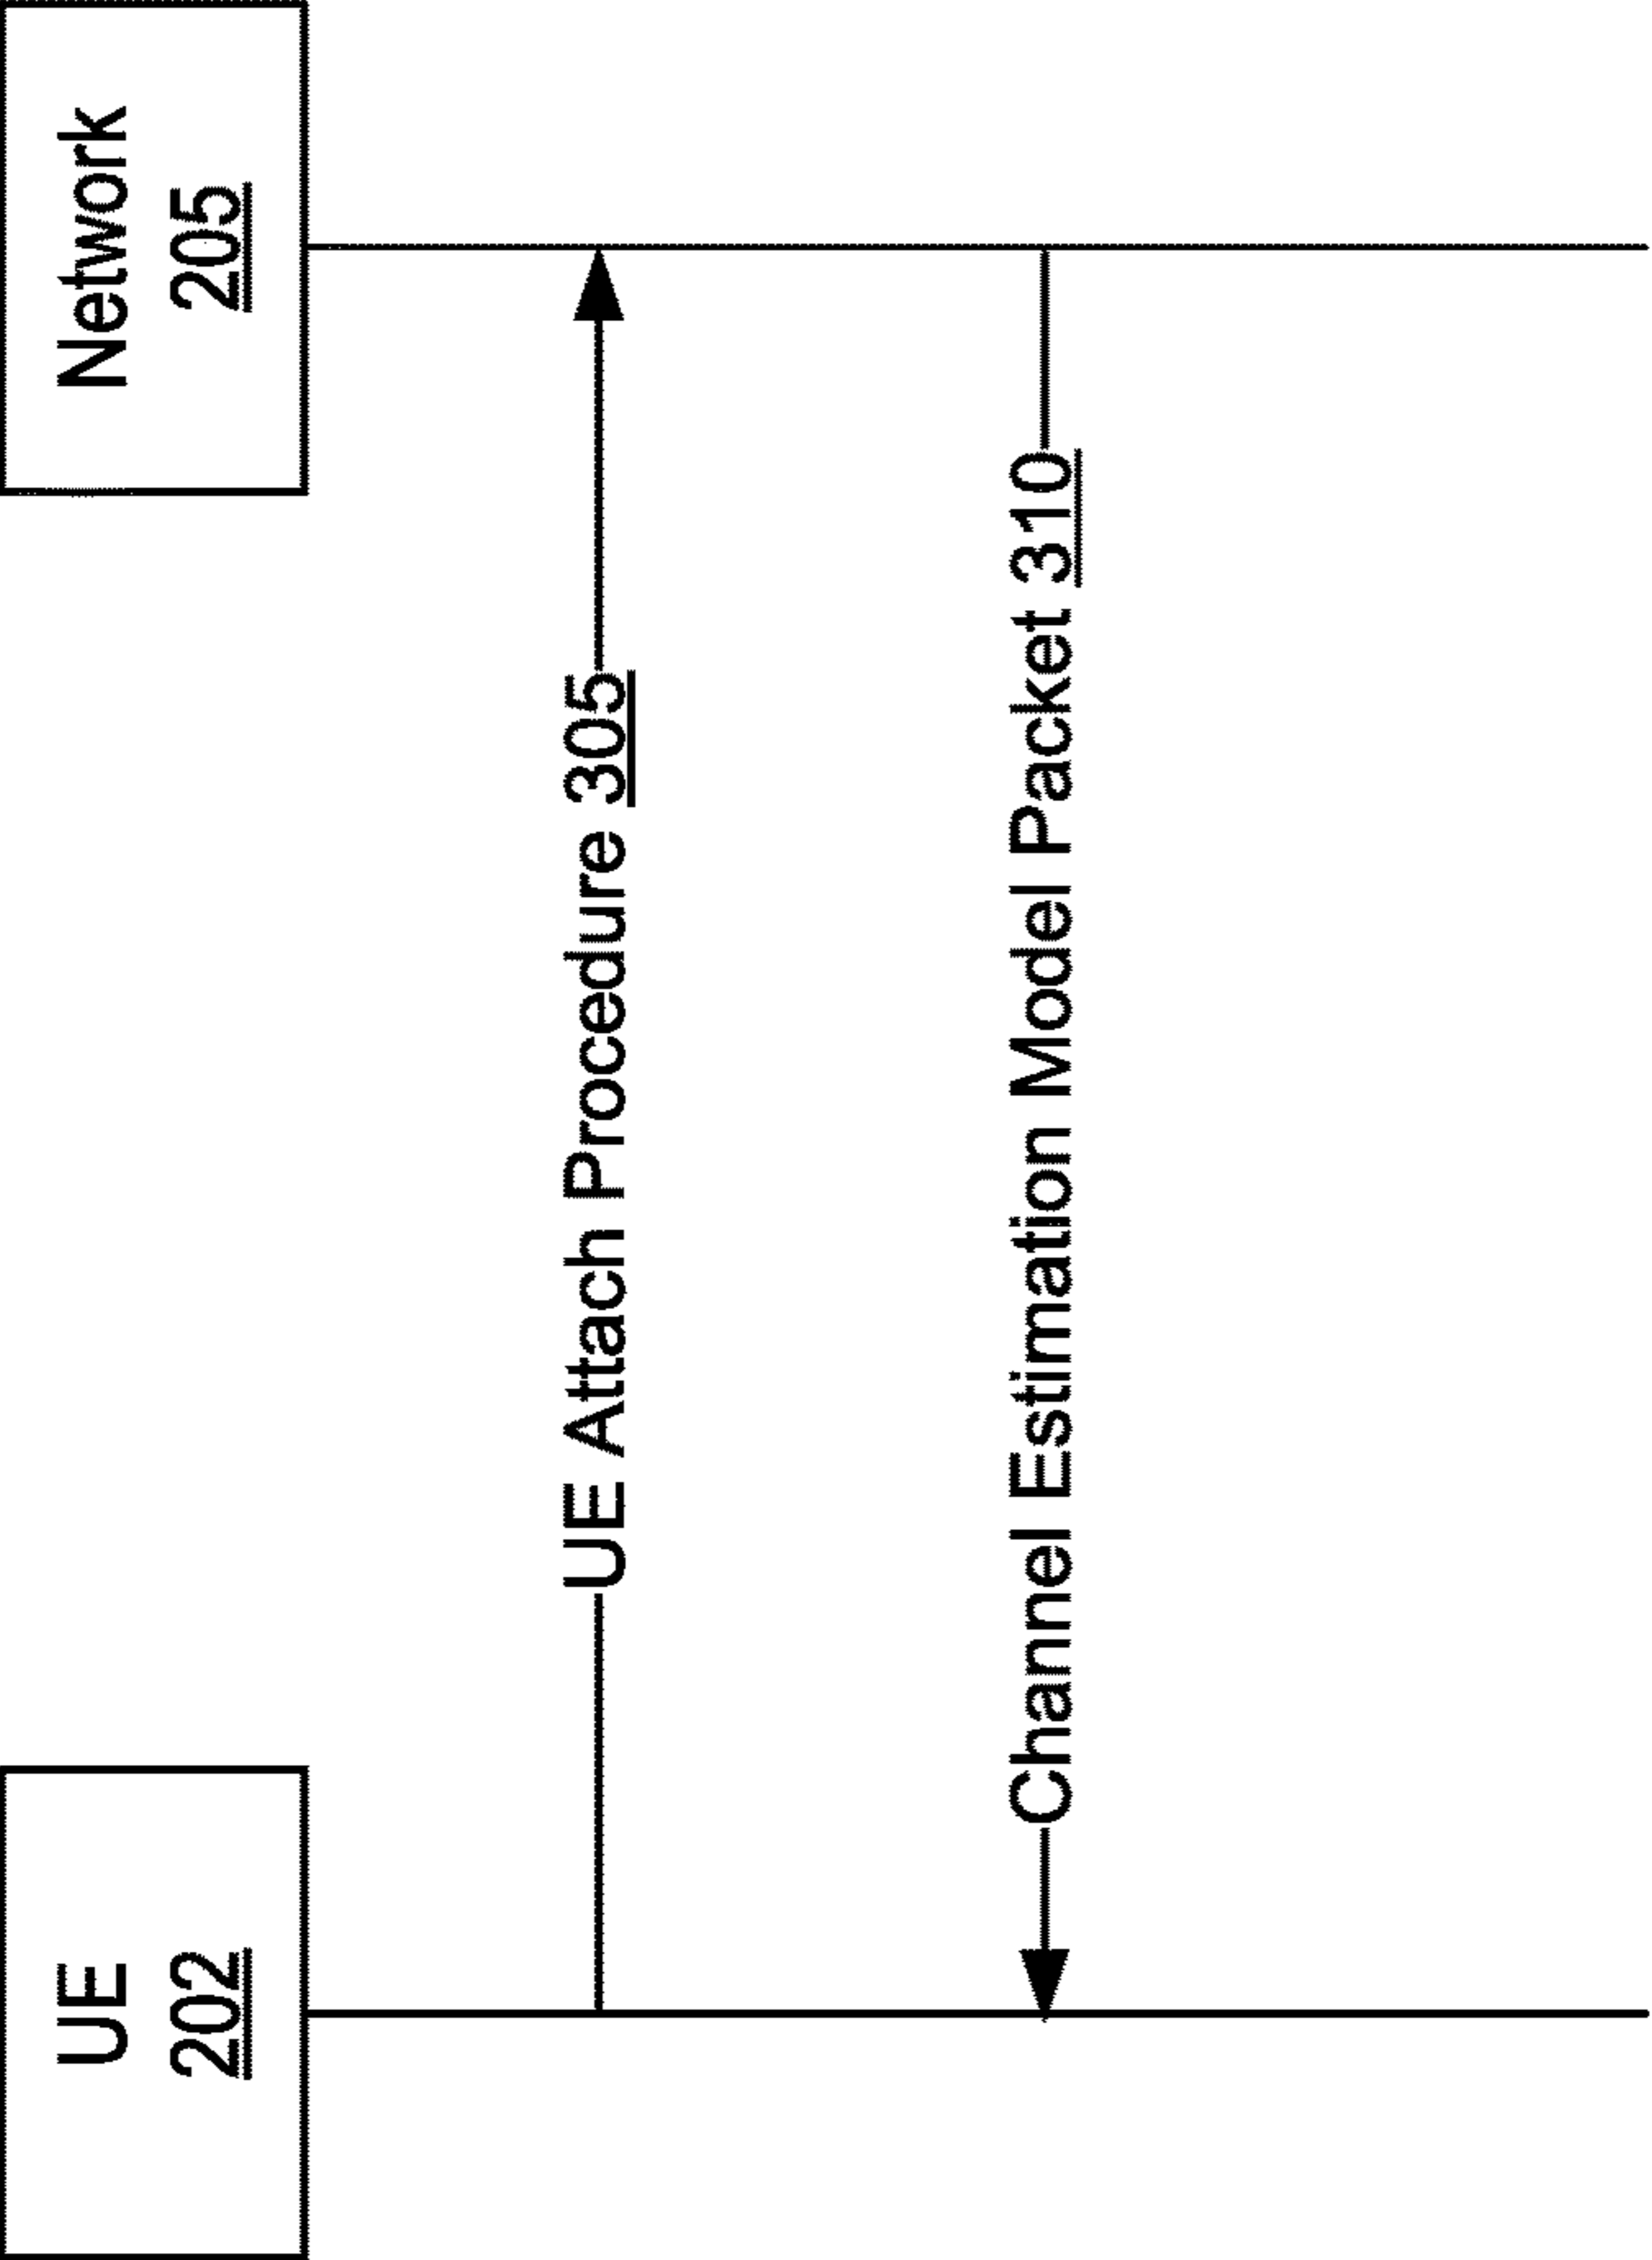 UE
202
Network
205
UE Attach Procedure 305
Channel Estimation Model Packet 310